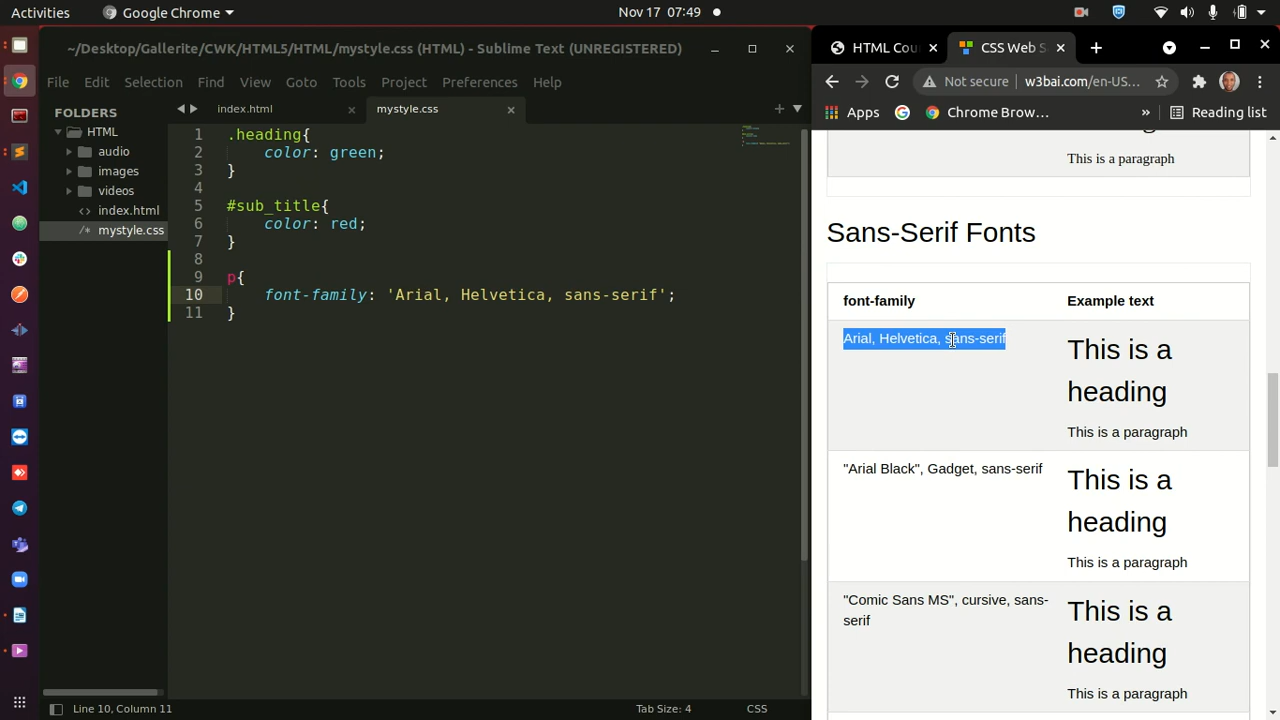 Activities
Google Chrome
Nov 17 07:49
~/Desktop/Gallerite/CWK/HTML5/HTML/mystyle.css (HTML) - Sublime Text (UNREGISTERED)
File Edit Selection Find View Goto Tools Project Preferences Help
FOLDERS
HTML
audio
images
videos
<> index.html
/* mystyle.css
index.html
mystyle.css
1 .heading{
2 color: green;
3 }
4
5 #sub_title{
6 color: red;
7 }
8
9 p{
10 font-family: 'Arial, Helvetica, sans-serif';
11 }
Line 10, Column 11
Tab Size: 4
CSS
HTML Cou
CSS Web S
Not secure
w3bai.com/en-US...
Apps
Chrome Brow...
»
Reading list
This is a paragraph
Sans-Serif Fonts
font-family
Example text
Arial, Helvetica, sans-serif
This is a
heading
This is a paragraph
"Arial Black", Gadget, sans-serif
This is a
heading
This is a paragraph
"Comic Sans MS", cursive, sans-
serif
This is a
heading
This is a paragraph